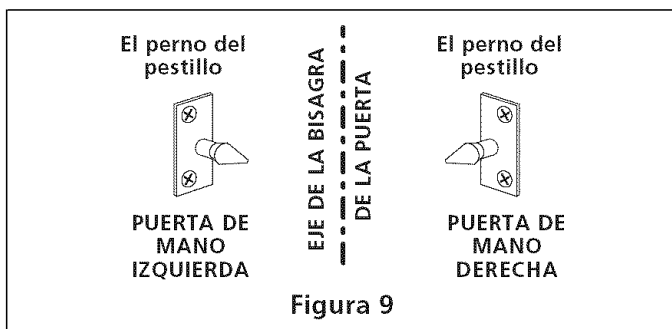 El perno del
pestillo
PUERTA DE
MANO
IZQUIERDA
EJE DE LA BISAGRA
DE LA PUERTA
El perno del
pestillo
PUERTA DE
MANO
DERECHA
Figura 9